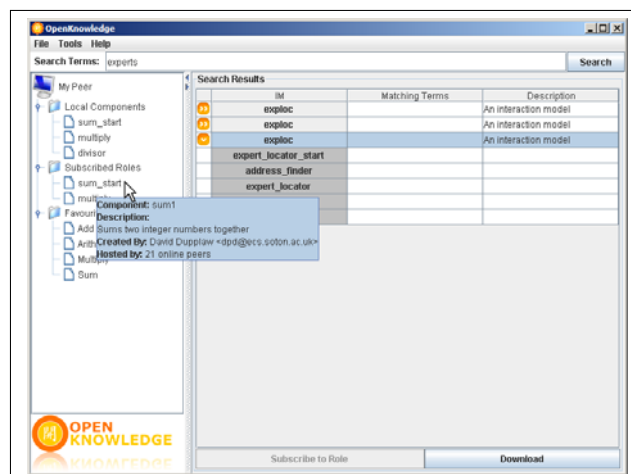 OpenKnowledge
File Tools Help
Search Terms: experts Search
My Peer
Local Components
sum_start
multiply
divisor
Subscribed Roles
sum_start
Add
Sum
Component: sum1
Description:
Sums two integer numbers together
Created By: David Dupplaw <dpd@ecs.soton.ac.uk>
Hosted by: 21 online peers
OPEN
KNOWLEDGE
Search Results
IM Matching Terms Description
exploc An interaction model
exploc An interaction model
exploc An interaction model
expert_locator_start
address_finder
expert_locator
Subscribe to Role Download